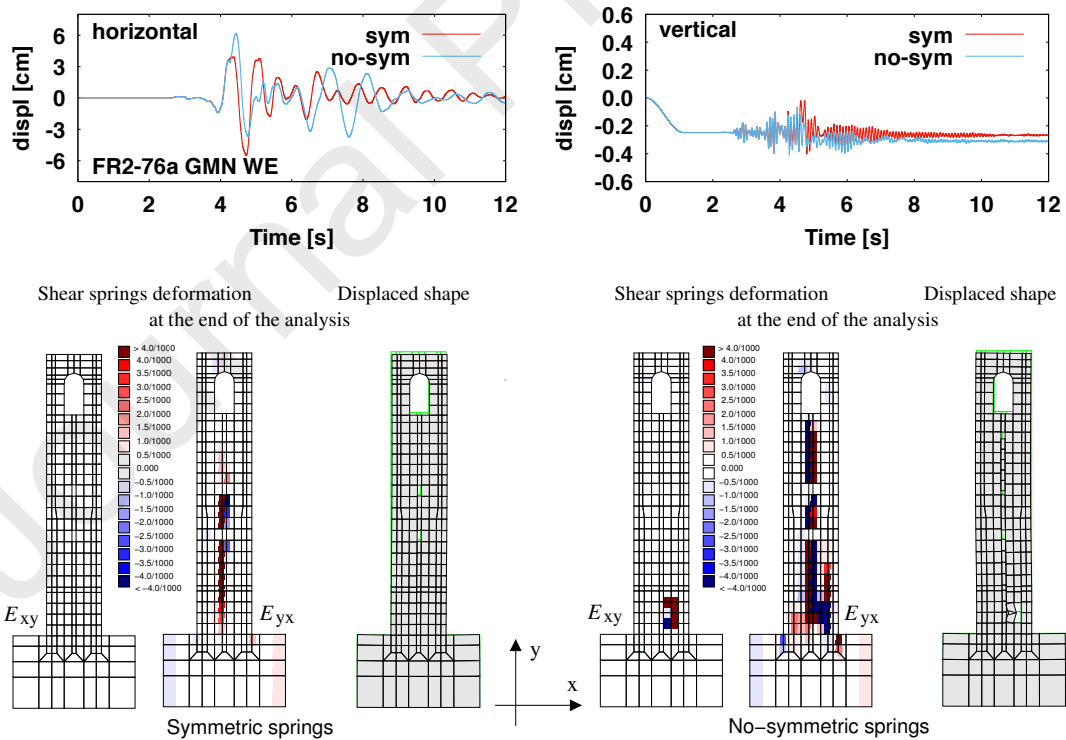 horizontal
sym
no-sym
displ [cm]
6
3
0
-3
-6
FR2-76a GMN WE
0 2 4 6 8 10 12
Time [s]
vertical
sym
no-sym
displ [cm]
0.6
0.4
0.2
0.0
-0.2
-0.4
-0.6
0 2 4 6 8 10 12
Time [s]
Shear springs deformation
Displaced shape
at the end of the analysis
> 4.0/1000
4.0/1000
3.5/1000
3.0/1000
2.5/1000
2.0/1000
1.5/1000
1.0/1000
0.5/1000
0.000
−0.5/1000
−1.0/1000
−1.5/1000
−2.0/1000
−2.5/1000
−3.0/1000
−3.5/1000
−4.0/1000
< −4.0/1000
Exy
Eyx
Symmetric springs
y
x
Shear springs deformation
Displaced shape
at the end of the analysis
> 4.0/1000
4.0/1000
3.5/1000
3.0/1000
2.5/1000
2.0/1000
1.5/1000
1.0/1000
0.5/1000
0.000
−0.5/1000
−1.0/1000
−1.5/1000
−2.0/1000
−2.5/1000
−3.0/1000
−3.5/1000
−4.0/1000
< −4.0/1000
Exy
Eyx
No−symmetric springs